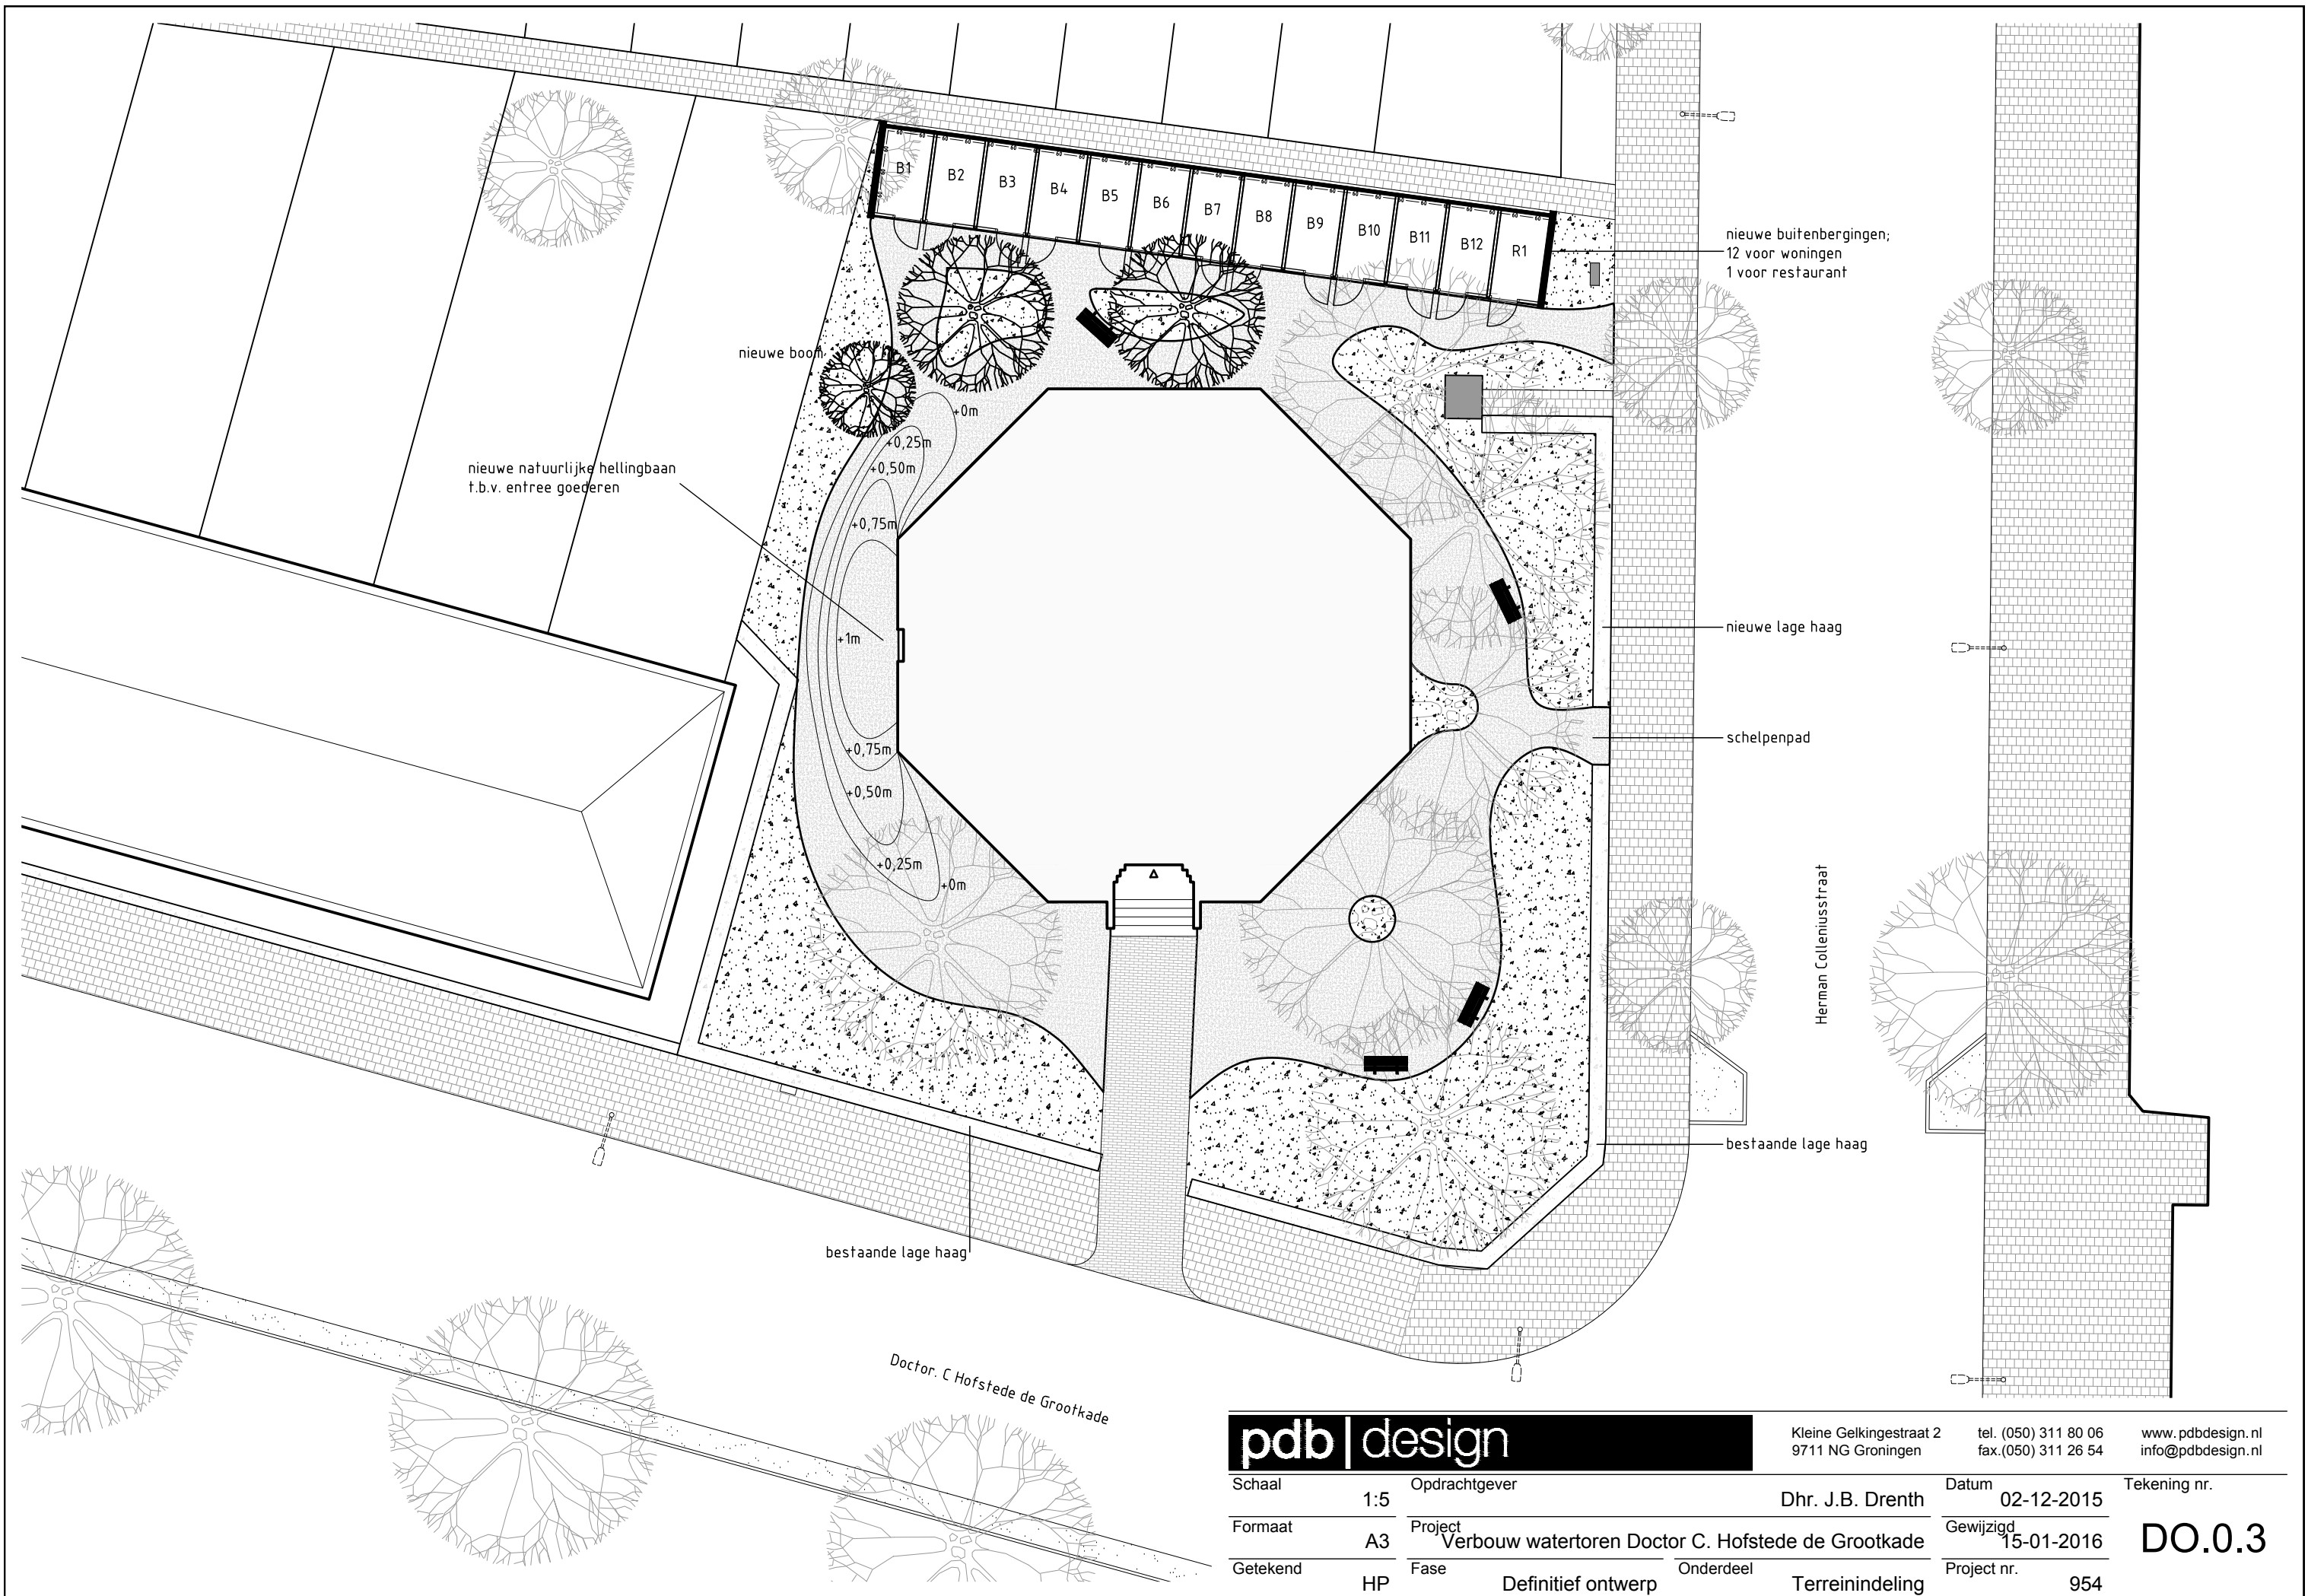 B1
B2
B3
B4
B5
B6
B7
B8
B9
B10
B11
B12
R1
nieuwe buitenbergingen;
12 voor woningen
1 voor restaurant
nieuwe boom
+0m
+0,25m
+0,50m
nieuwe natuurlijke hellingbaan
t.b.v. entree goederen
+0,75m
+1m
nieuwe lage haag
schelpenpad
+0,75m
+0,50m
+0,25m
+0m
Herman Colleniusstraat
bestaande lage haag
bestaande lage haag
Doctor. C Hofstede de Grootkade
pdb|design
Kleine Gelkingestraat 2
9711 NG Groningen
tel. (050) 311 80 06
fax.(050) 311 26 54
www.pdbdesign.nl
info@pdbdesign.nl
Schaal 1:5
Opdrachtgever Dhr. J.B. Drenth
Datum 02-12-2015
Tekening nr.
Formaat A3
Project Verbouw watertoren Doctor C. Hofstede de Grootkade
Gewijzigd 15-01-2016
DO.0.3
Getekend HP
Fase Definitief ontwerp
Onderdeel Terreinindeling
Project nr. 954